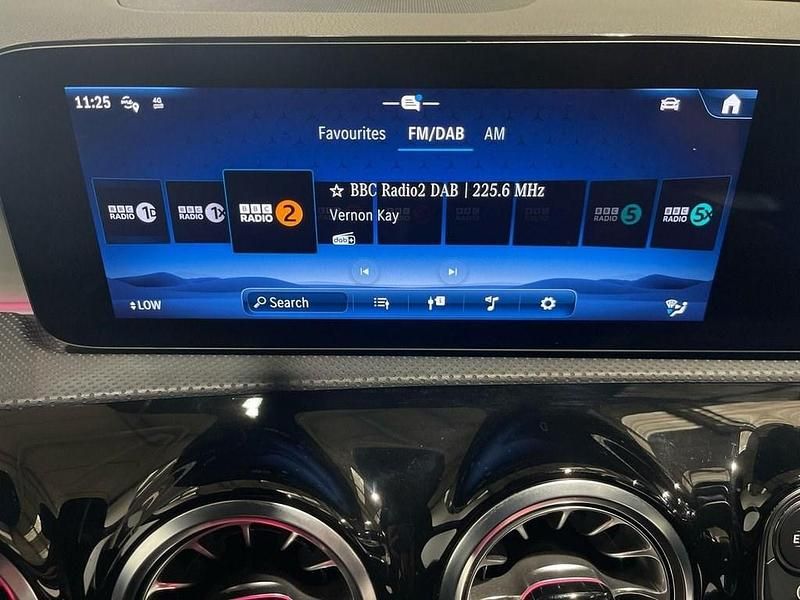 11:25 4G
Favourites FM/DAB AM
BBC RADIO 1D
BBC RADIO 1X
BBC RADIO 2
☆ BBC Radio2 DAB | 225.6 MHz
Vernon Kay
dab
BBC RADIO 5
BBC RADIO 5X
LOW
Search